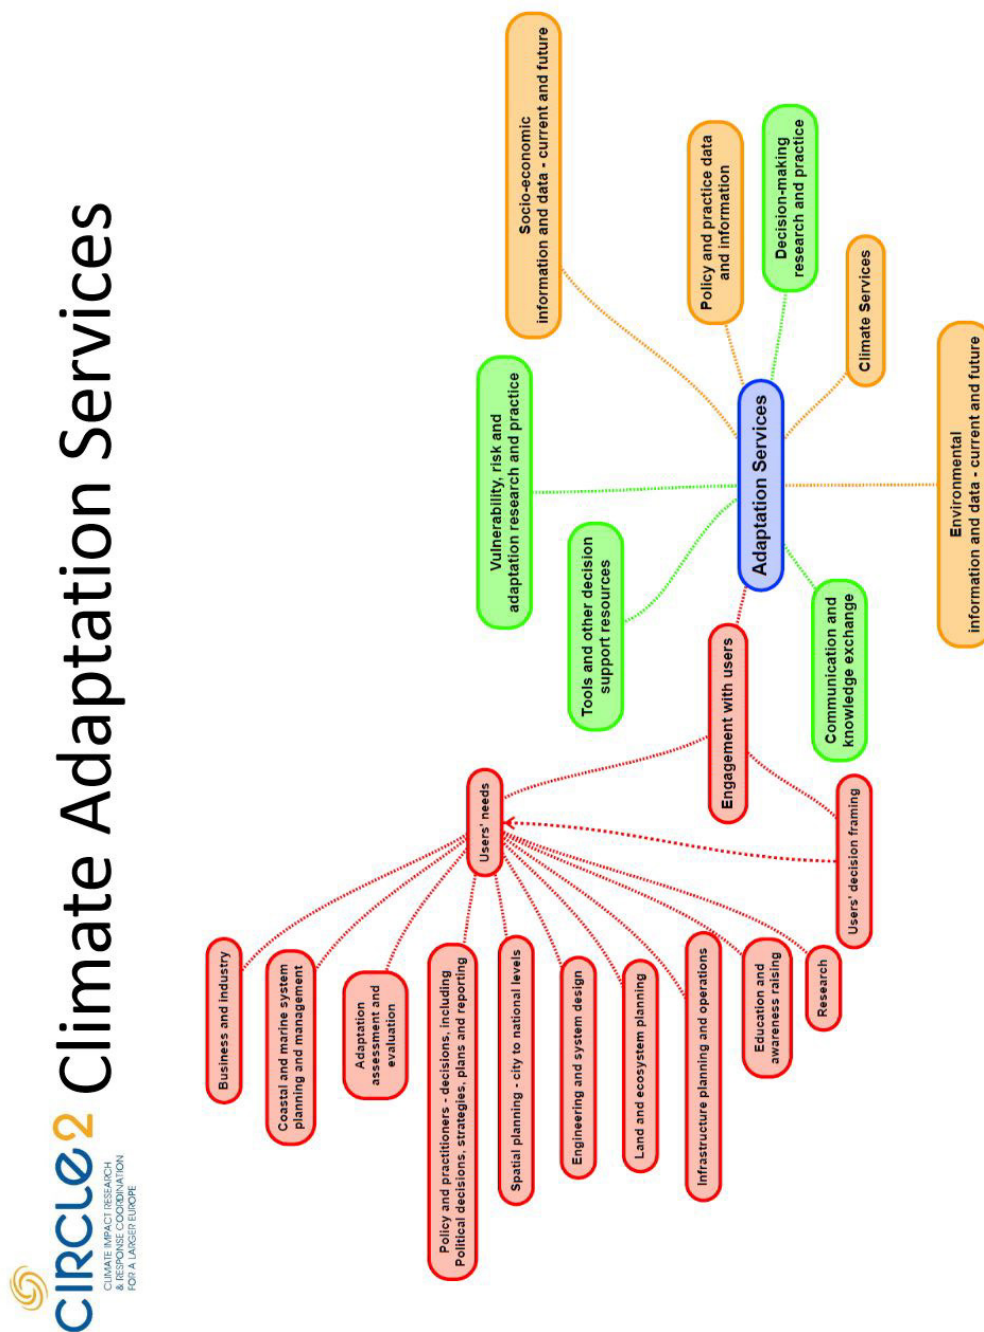 CIRCLE2
CLIMATE IMPACT RESEARCH
& RESPONSE COORDINATION
FOR A LARGER EUROPE
Climate Adaptation Services
Business and industry
Coastal and marine system
planning and management
Adaptation
assessment and
evaluation
Policy and practitioners - decisions, including
Political decisions, strategies, plans and reporting
Spatial planning - city to national levels
Engineering and system design
Land and ecosystem planning
Infrastructure planning and operations
Education and
awareness raising
Research
Users' needs
Users' decision framing
Engagement with users
Vulnerability, risk and
adaptation research and practice
Tools and other decision
support resources
Adaptation Services
Communication and
knowledge exchange
Socio-economic
information and data - current and future
Policy and practice data
and information
Decision-making
research and practice
Climate Services
Environmental
information and data - current and future